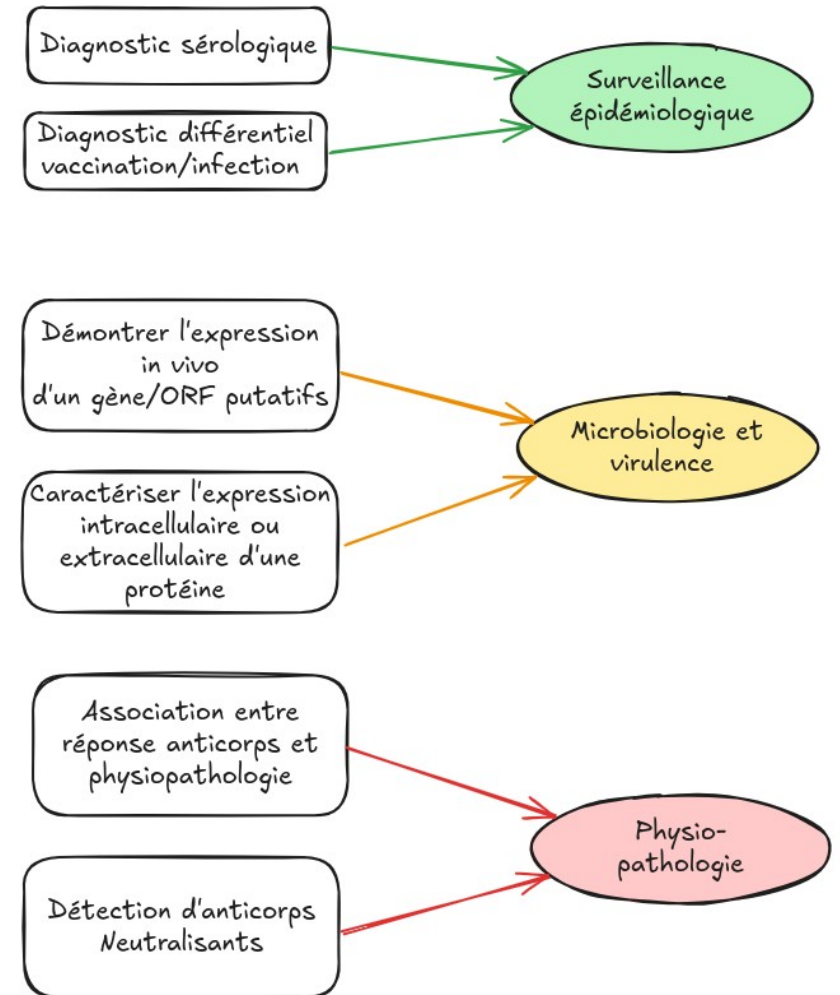 Diagnostic sérologique
Surveillance
épidémiologique
Diagnostic différentiel
vaccination/infection
Démontrer l'expression
in vivo
d'un gène/ORF putatifs
Microbiologie et
virulence
Caractériser l'expression
intracellulaire ou
extracellulaire d'une
protéine
Association entre
réponse anticorps et
physiopathologie
Physio-
pathologie
Détection d'anticorps
Neutralisants